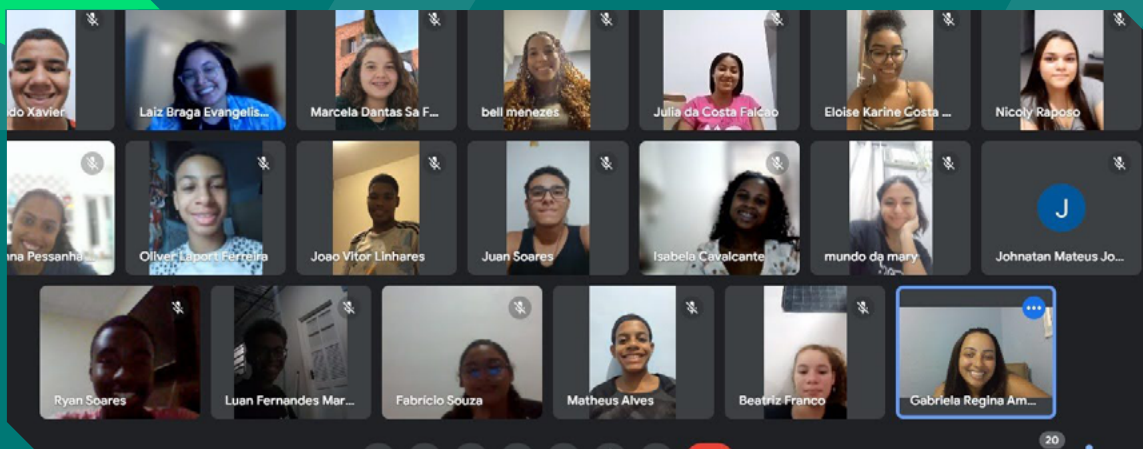 do Xavier
Laiz Braga Evangelis...
Marcela Dantas Sa F...
bell menezes
Julia da Costa Falcao
Eloise Karine Costa ...
Nicoly Raposo
nna Pessanha ...
Oliver Laport Ferreira
Joao Vitor Linhares
Juan Soares
Isabela Cavalcante
mundo da mary
J
Johnatan Mateus Jo...
Ryan Soares
Luan Fernandes Mar...
Fabrício Souza
Matheus Alves
Beatriz Franco
Gabriela Regina Am...
20